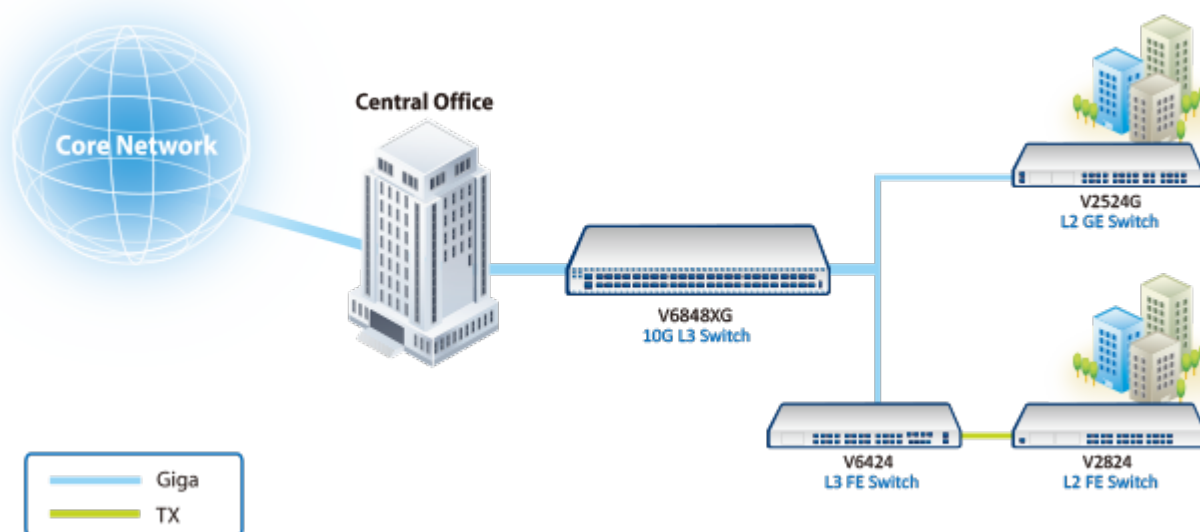 Core Network
Central Office
V6848XG
10G L3 Switch
V2524G
L2 GE Switch
V6424
L3 FE Switch
V2824
L2 FE Switch
Giga
TX